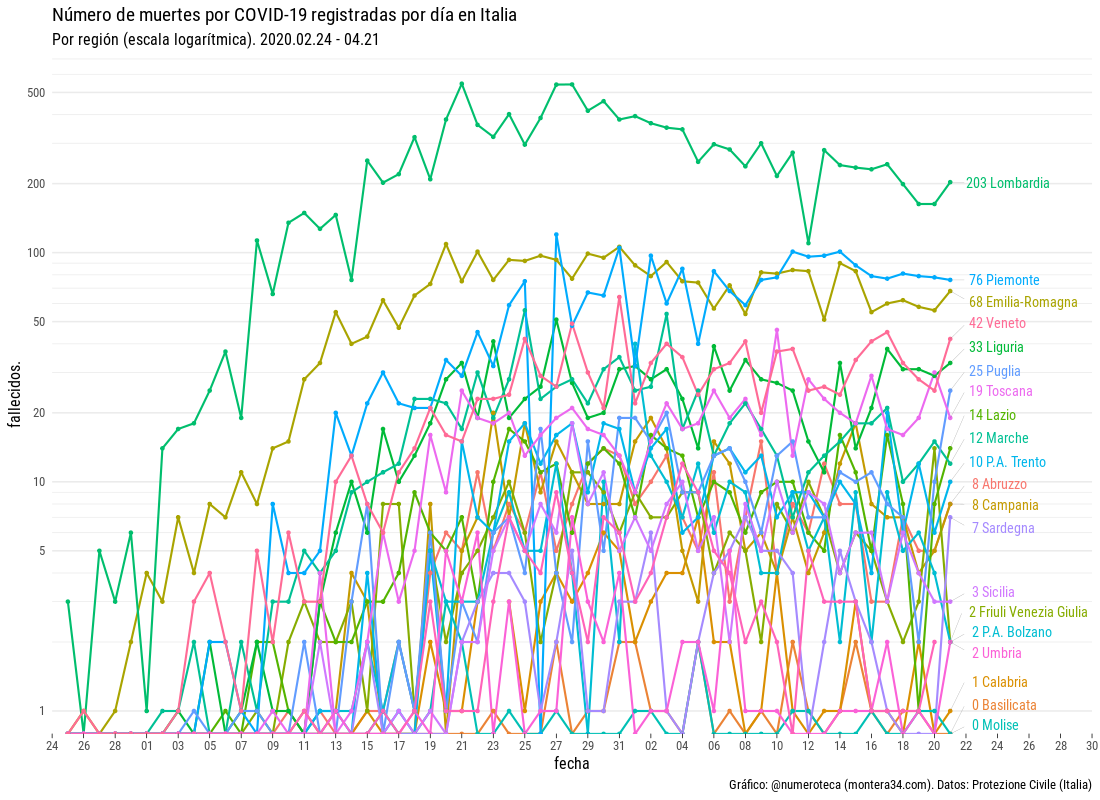 Número de muertes por COVID-19 registradas por día en Italia
Por región (escala logarítmica). 2020.02.24 - 04.21
fallecidos.
500
200
100
50
20
10
5
1
203 Lombardia
76 Piemonte
68 Emilia-Romagna
42 Veneto
33 Liguria
25 Puglia
19 Toscana
14 Lazio
12 Marche
10 P.A. Trento
8 Abruzzo
8 Campania
7 Sardegna
3 Sicilia
2 Friuli Venezia Giulia
2 P.A. Bolzano
2 Umbria
1 Calabria
0 Basilicata
0 Molise
24 26 28 01 03 05 07 09 11 13 15 17 19 21 23 25 27 29 31 02 04 06 08 10 12 14 16 18 20 22 24 26 28 30
fecha
Gráfico: @numeroteca (montera34.com). Datos: Protezione Civile (Italia)